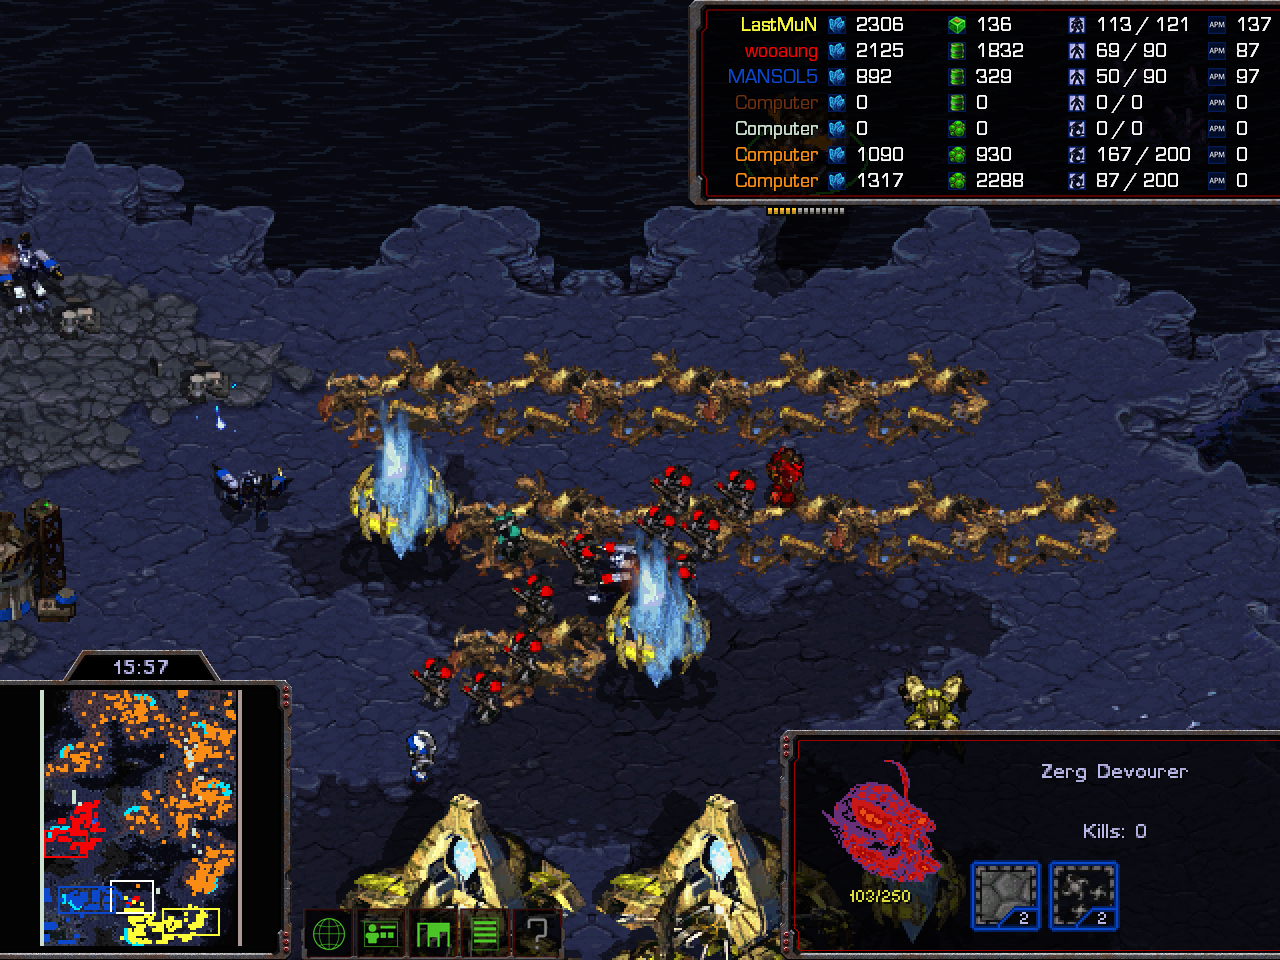 LastMuN 2306 136 113 / 121 APM 137
wooaung 2125 1832 69 / 90 APM 87
MANSOL5 892 329 50 / 90 APM 97
Computer 0 0 0 / 0 APM 0
Computer 0 0 0 / 0 APM 0
Computer 1090 930 167 / 200 APM 0
Computer 1317 2288 87 / 200 APM 0
15:57
Zerg Devourer
Kills: 0
103/250
2 2
?